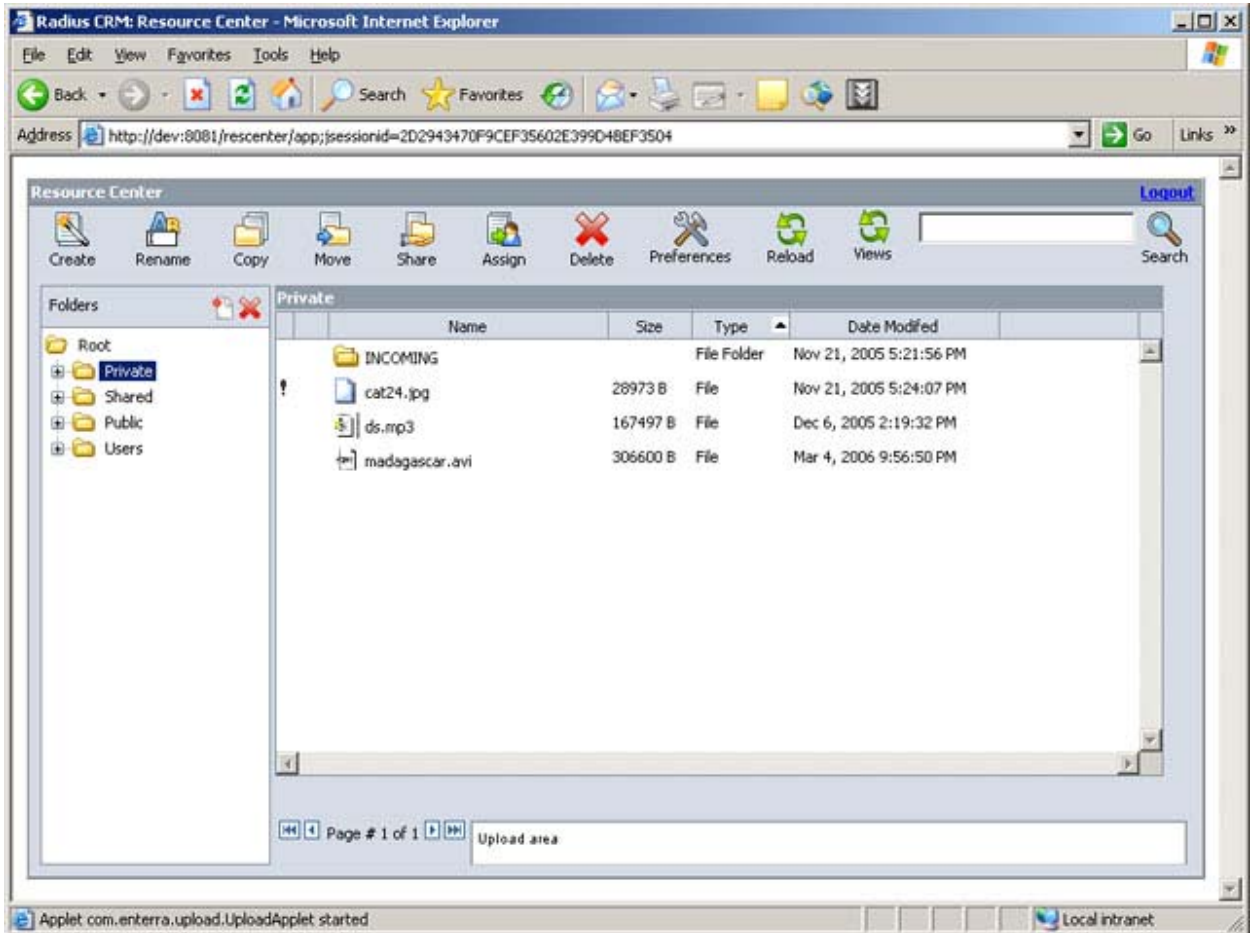 Radius CRM: Resource Center - Microsoft Internet Explorer
File Edit View Favorites Tools Help
Back Search Favorites
Address http://dev:8081/rescenter/app;jsessionid=2D2943470F9CEF35602E399D48EF3504 Go Links »
Resource Center Logout
Create Rename Copy Move Share Assign Delete Preferences Reload Views Search
Folders
Root
Private
Shared
Public
Users
Private
Name Size Type Date Modifed
INCOMING File Folder Nov 21, 2005 5:21:56 PM
! cat24.jpg 28973 B File Nov 21, 2005 5:24:07 PM
ds.mp3 167497 B File Dec 6, 2005 2:19:32 PM
madagascar.avi 306600 B File Mar 4, 2006 9:56:50 PM
Page # 1 of 1 Upload area
Applet com.enterra.upload.UploadApplet started Local intranet